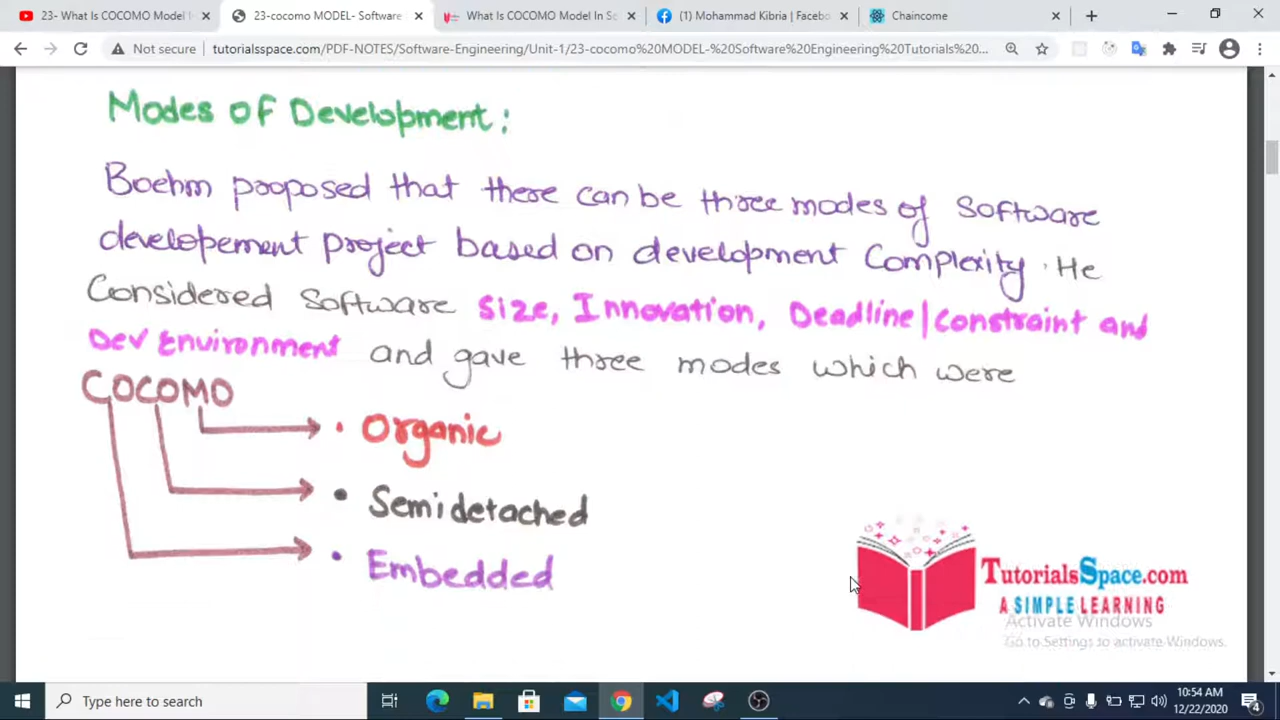 23- What is COCOMO Model
23-cocomo MODEL- Software
What Is COCOMO Model In So
(1) Mohammad Kibria | Facebo
Chaincome
Not secure
tutorialsspace.com/PDF-NOTES/Software-Engineering/Unit-1/23-cocomo%20MODEL-%20Software%20Engineering%20Tutorials%20...
Modes of Development:
Boehm proposed that there can be three modes of Software
developement project based on development Complexity. He
Considered Software Size, Innovation, Deadline/constraint and
Dev Environment and gave three modes which were
COCOMO
• Organic
• Semidetached
• Embedded
TutorialsSpace.com
A SIMPLE LEARNING
Activate Windows
Go to Settings to activate Windows.
Type here to search
10:54 AM
12/22/2020
4